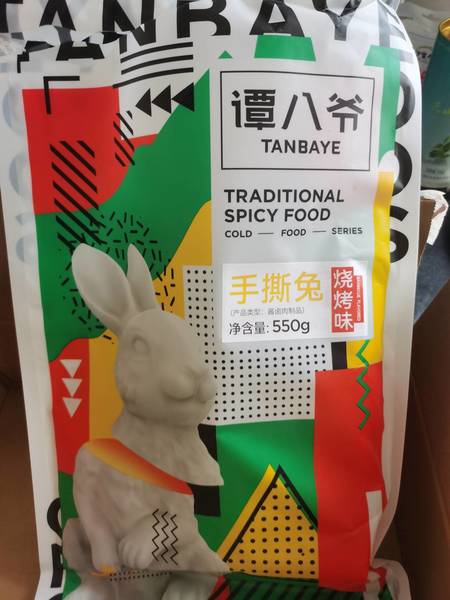 TANBAYE
谭八爷
TANBAYE
TRADITIONAL
SPICY FOOD
COLD — FOOD — SERIES
手撕兔
烧烤味
(产品类型：酱卤肉制品)
净含量: 550g